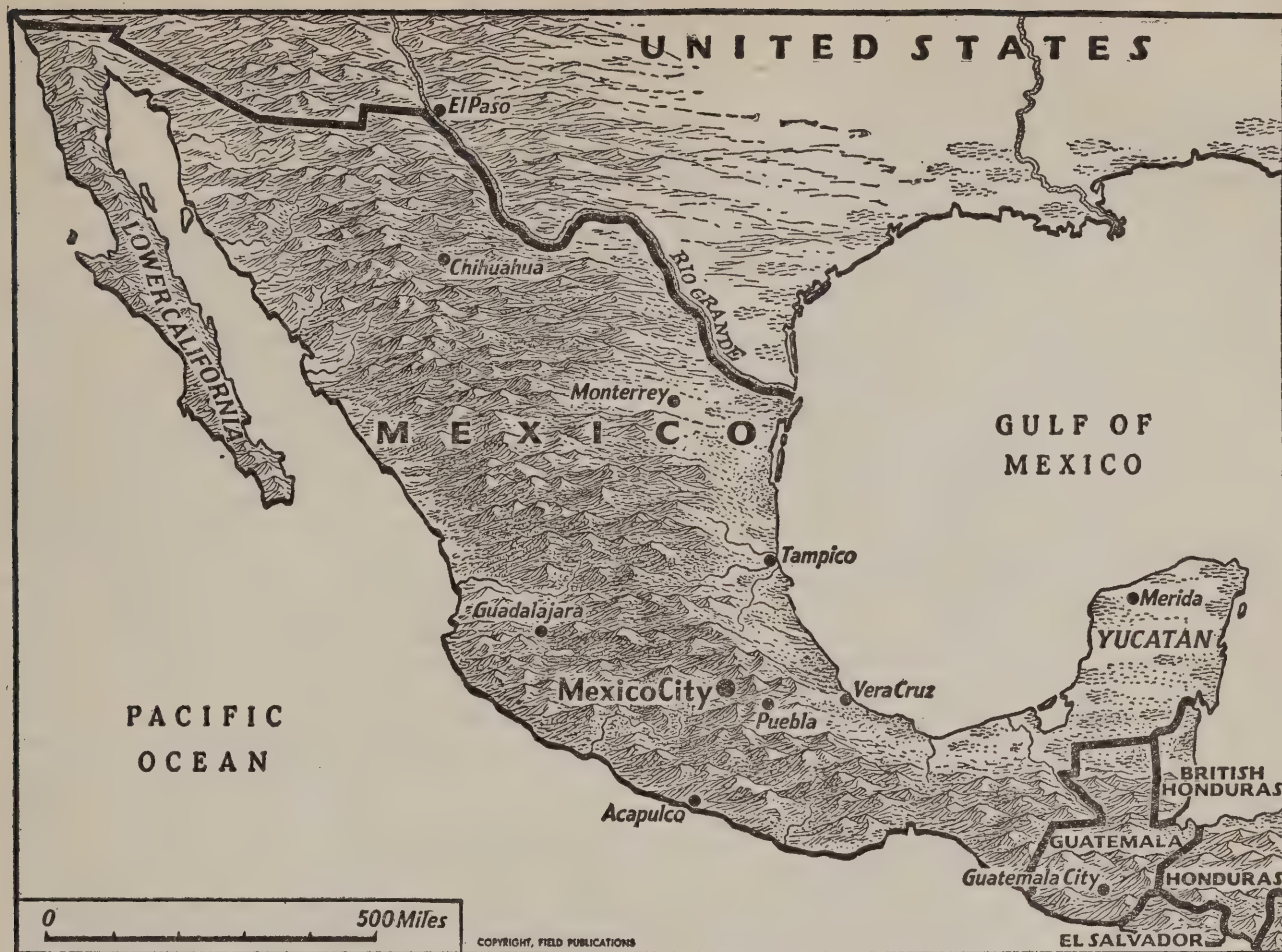 UNITED STATES
El Paso
RIO GRANDE
Chihuahua
LOWER CALIFORNIA
Monterrey
MEXICO
GULF OF
MEXICO
Tampico
Merida
YUCATAN
Guadalajara
Mexico City
Vera Cruz
Puebla
PACIFIC
OCEAN
BRITISH
HONDURAS
Acapulco
GUATEMALA
Guatemala City
HONDURAS
EL SALVADOR
0 500 Miles
COPYRIGHT, FIELD PUBLICATIONS